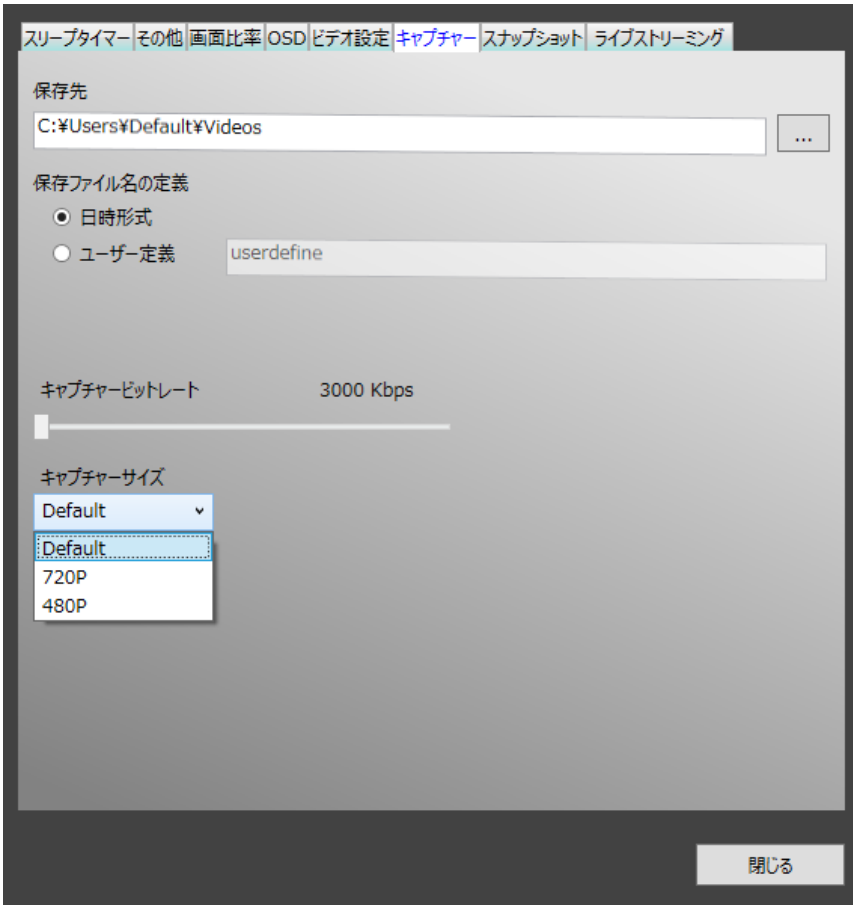 スリープタイマー その他 画面比率 OSD ビデオ設定 キャプチャー スナップショット ライブストリーミング
保存先
C:¥Users¥Default¥Videos
...
保存ファイル名の定義
日時形式
ユーザー定義 userdefine
キャプチャービットレート 3000 Kbps
キャプチャーサイズ
Default
Default
720P
480P
閉じる